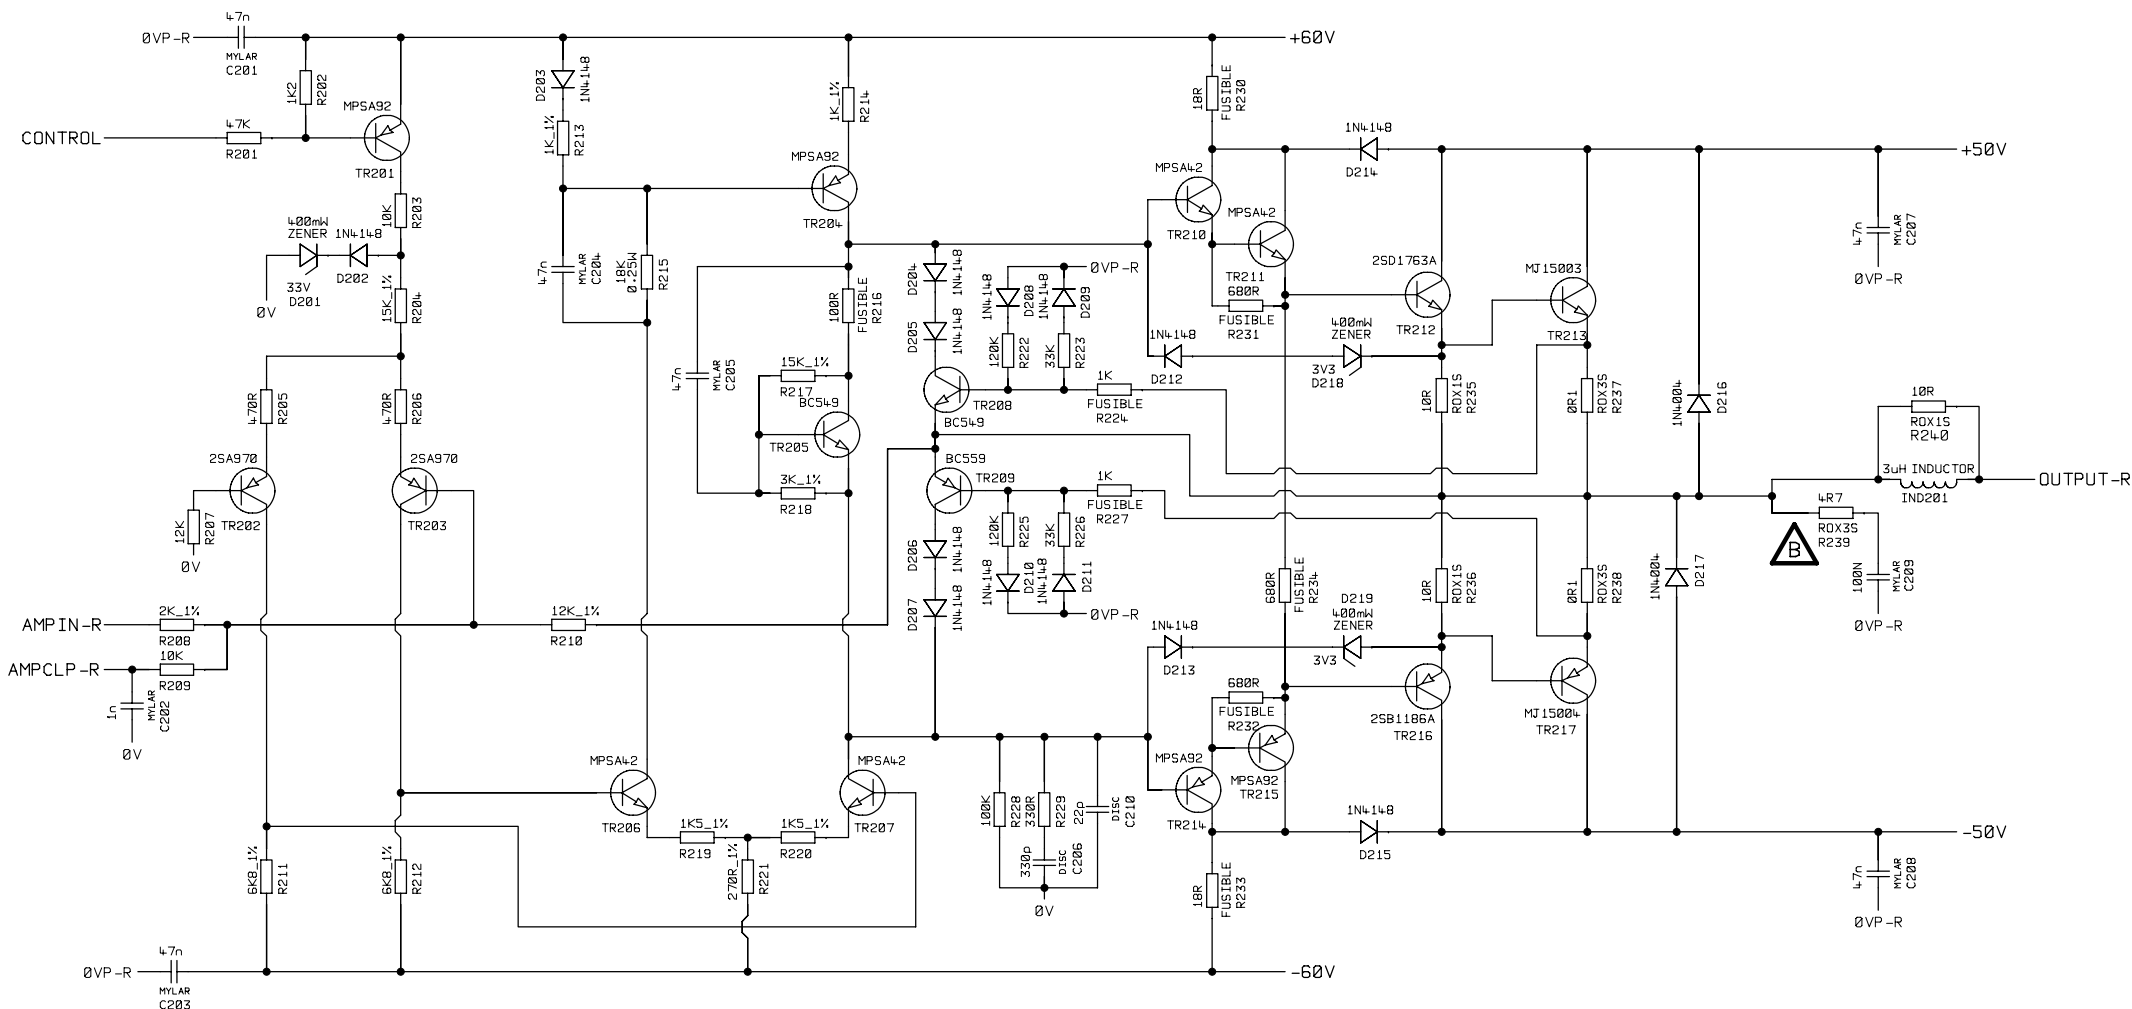 47n
0VP-R
MYLAR
C201
+60V
1K2
R202
MPSA92
CONTROL
47K
R201
TR201
10K
R203
400mW
ZENER
1N4148
33V
D201
D202
0V
15K_1%
R204
470R
R205
470R
R206
2SA970
TR202
2SA970
TR203
12K
R207
0V
AMPIN-R
2K_1%
R208
AMPCLP-R
10K
R209
1n
MYLAR
C202
0V
6K8_1%
R211
6K8_1%
R212
47n
0VP-R
MYLAR
C203
-60V
D203
1N4148
1K_1%
R213
1K_1%
R214
MPSA92
TR204
47n
MYLAR
C204
18K
0.25W
R215
100R
FUSIBLE
R216
47n
MYLAR
C205
15K_1%
R217
BC549
TR205
3K_1%
R218
12K_1%
R210
MPSA42
TR206
MPSA42
TR207
1K5_1%
R219
1K5_1%
R220
270R_1%
R221
D204
1N4148
D205
1N4148
TR208
BC549
BC559
TR209
D206
1N4148
D207
1N4148
0VP-R
1N4148
D208
1N4148
D209
120K
R222
33K
R223
1K
FUSIBLE
R224
1K
FUSIBLE
R227
120K
R225
33K
R226
1N4148
D210
1N4148
D211
0VP-R
100K
R228
330R
R229
330p
DISC
C206
22p
DISC
C210
0V
18R
FUSIBLE
R230
MPSA42
TR210
MPSA42
TR211
680R
FUSIBLE
R231
1N4148
D212
400mW
ZENER
3V3
D218
1N4148
D214
2SD1763A
TR212
MJ15003
TR213
10R
ROX1S
R235
0R1
ROX3S
R237
680R
FUSIBLE
R234
10R
ROX1S
R236
0R1
ROX3S
R238
D219
400mW
ZENER
3V3
1N4148
D213
680R
FUSIBLE
R232
MPSA92
TR214
MPSA92
TR215
2SB1186A
TR216
MJ15004
TR217
1N4148
D215
18R
FUSIBLE
R233
+50V
47n
MYLAR
C207
0VP-R
1N4004
D216
1N4004
D217
10R
ROX1S
R240
3uH INDUCTOR
IND201
OUTPUT-R
4R7
ROX3S
R239
B
100N
MYLAR
C209
0VP-R
-50V
47n
MYLAR
C208
0VP-R